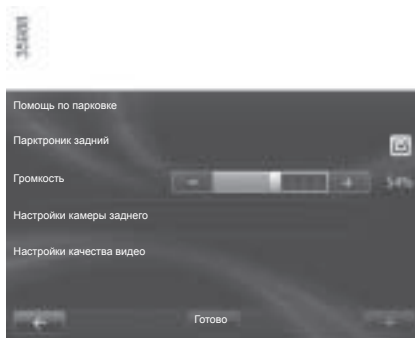 Помощь по парковке
Парктроник задний
Громкость
- + 54%
Настройки камеры заднего
Настройки качества видео
Готово